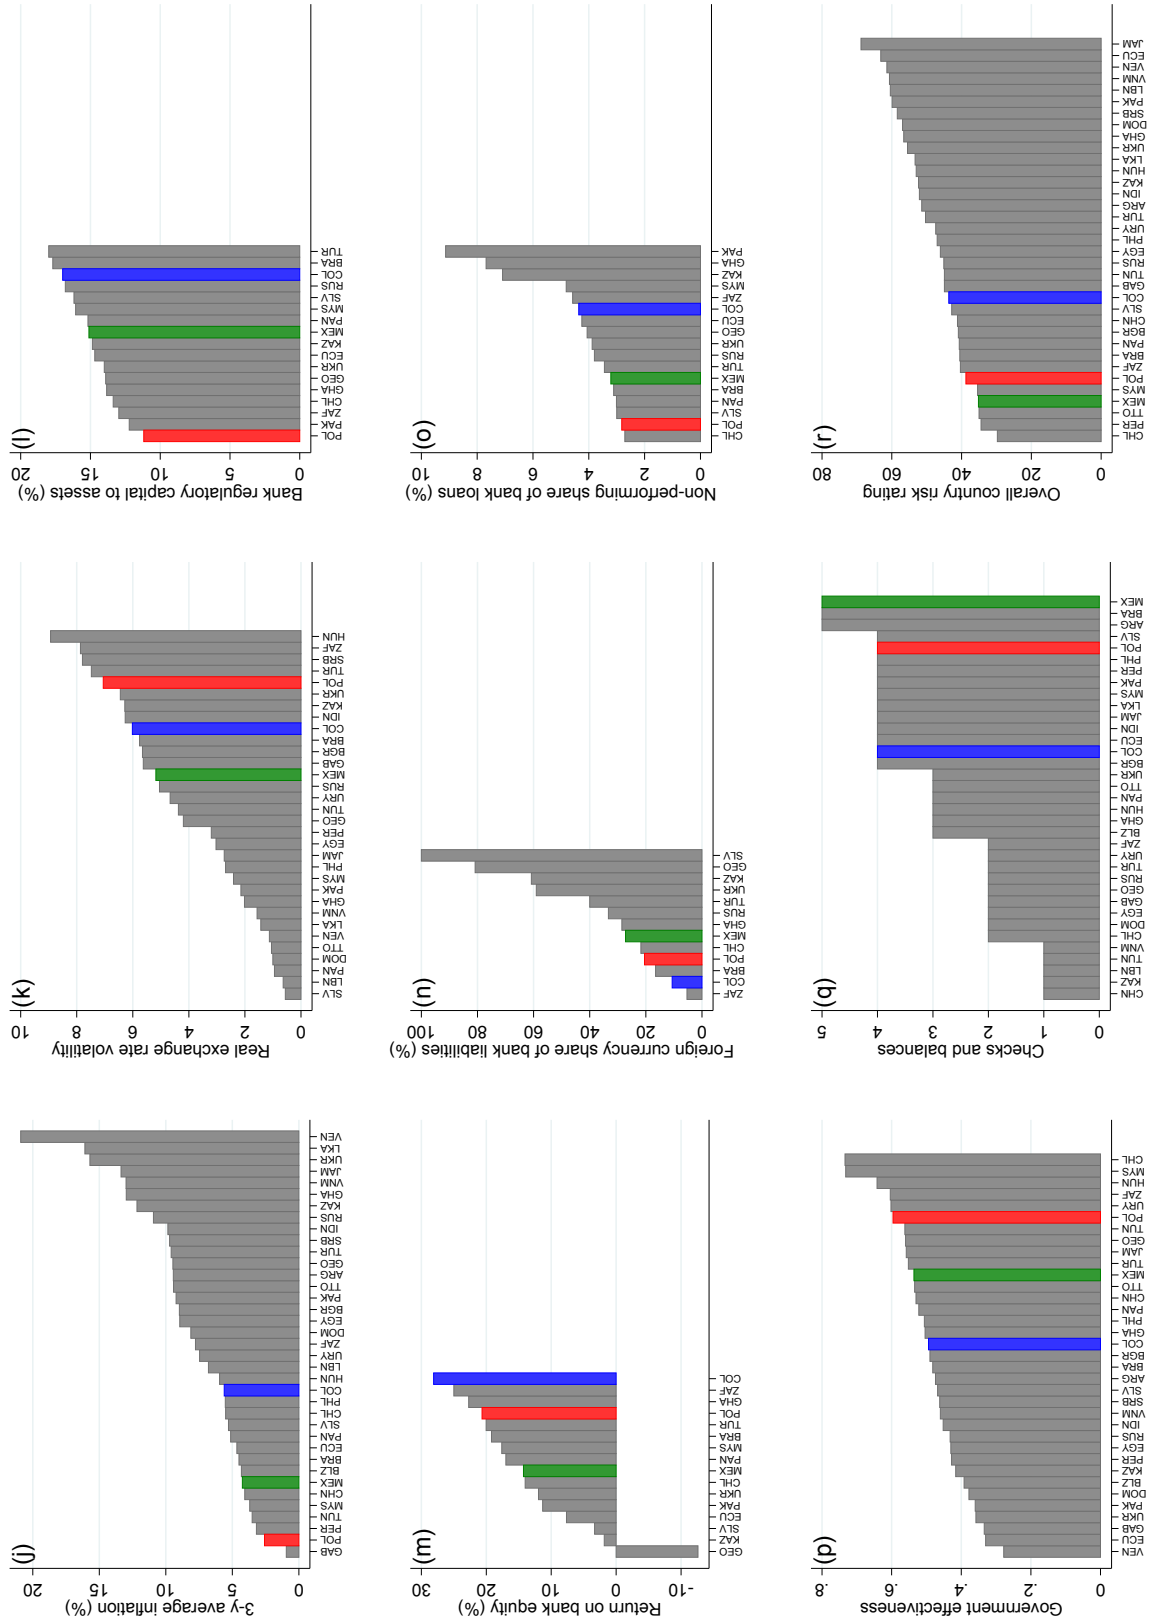 (j)
3-y average inflation (%)
0
5
10
15
20
GAB
POL
PER
TUN
MYS
CHN
MEX
BLZ
BRA
ECU
PAN
SLV
CHL
PHL
COL
HUN
LBN
URY
ZAF
DOM
EGY
BGR
PAK
TTO
ARG
GEO
TUR
SRB
IDN
RUS
KAZ
GHA
VNM
JAM
UKR
LKA
VEN
(k)
Real exchange rate volatility
0
2
4
6
8
10
SLV
LBN
PAN
DOM
TTO
VEN
LKA
VNM
GHA
PAK
MYS
PHL
JAM
EGY
PER
GEO
TUN
URY
RUS
MEX
GAB
BGR
BRA
COL
IDN
KAZ
UKR
POL
TUR
SRB
ZAF
HUN
(l)
Bank regulatory capital to assets (%)
0
5
10
15
20
POL
PAK
ZAF
CHL
GHA
GEO
UKR
ECU
KAZ
MEX
PAN
MYS
SLV
RUS
COL
BRA
TUR
(m)
Return on bank equity (%)
-10
0
10
20
30
GEO
KAZ
SLV
ECU
PAK
UKR
CHL
MEX
PAN
MYS
BRA
TUR
POL
GHA
ZAF
COL
(n)
Foreign currency share of bank liabilities (%)
0
20
40
60
80
100
ZAF
COL
BRA
POL
CHL
MEX
GHA
RUS
TUR
UKR
KAZ
GEO
SLV
(o)
Non-performing share of bank loans (%)
0
2
4
6
8
10
CHL
POL
SLV
PAN
BRA
MEX
TUR
RUS
UKR
GEO
ECU
COL
ZAF
MYS
KAZ
GHA
PAK
(p)
Government effectiveness
0
.2
.4
.6
.8
VEN
ECU
GAB
UKR
PAK
DOM
BLZ
KAZ
PER
EGY
RUS
IDN
VNM
SRB
SLV
ARG
BRA
BGR
COL
GHA
PHL
PAN
CHN
TTO
MEX
TUR
JAM
GEO
TUN
POL
URY
ZAF
HUN
MYS
CHL
(q)
Checks and balances
0
1
2
3
4
5
CHN
KAZ
LBN
TUN
VNM
CHL
DOM
EGY
GAB
GEO
RUS
TUR
URY
ZAF
BLZ
GHA
HUN
PAN
TTO
UKR
BGR
COL
ECU
IDN
JAM
LKA
MYS
PAK
PER
PHL
POL
SLV
ARG
BRA
MEX
(r)
Overall country risk rating
0
20
40
60
80
CHL
PER
TTO
MEX
MYS
POL
ZAF
BRA
PAN
BGR
CHN
SLV
COL
GAB
TUN
RUS
EGY
PHL
URY
TUR
ARG
IDN
KAZ
HUN
LKA
UKR
GHA
DOM
SRB
PAK
LBN
VNM
VEN
ECU
JAM